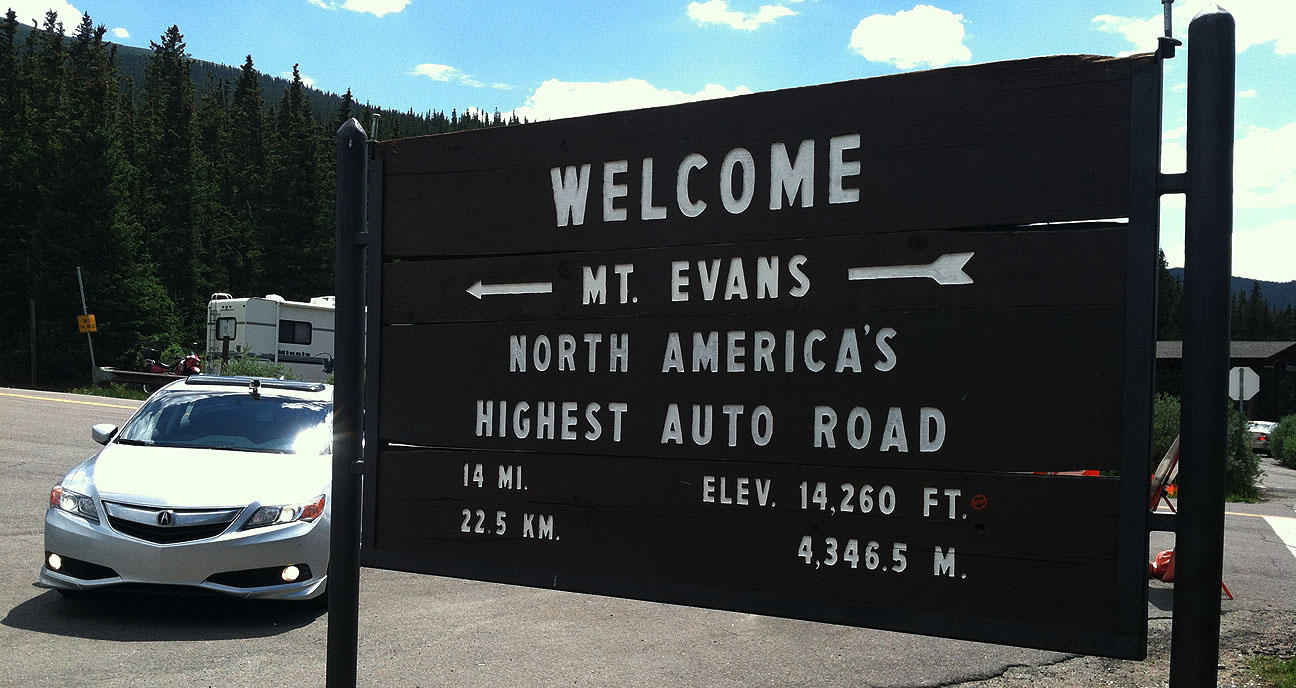 WELCOME
MT. EVANS
NORTH AMERICA'S
HIGHEST AUTO ROAD
14 MI.
ELEV. 14,260 FT.
22.5 KM.
4,346.5 M.
Minnie